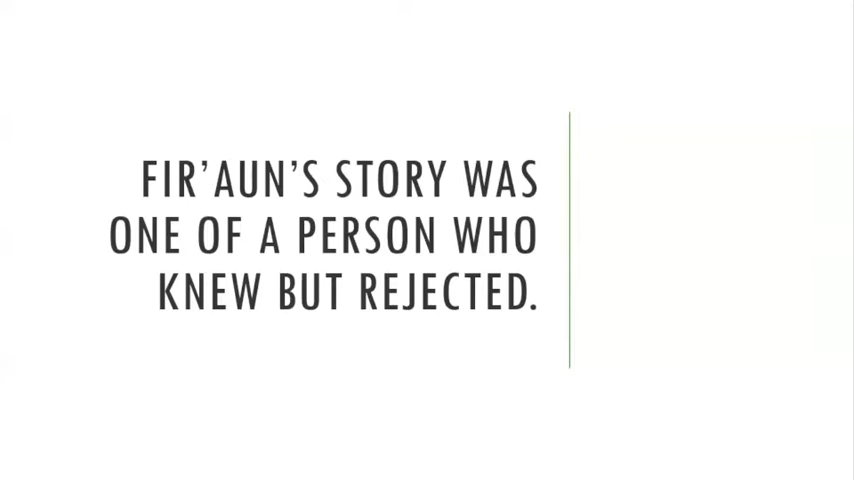 FIR’AUN’S STORY WAS
ONE OF A PERSON WHO
KNEW BUT REJECTED.